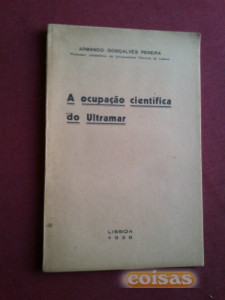 ARMANDO GONÇALVES PEREIRA
A ocupação científica
do Ultramar
LISBOA
coisas